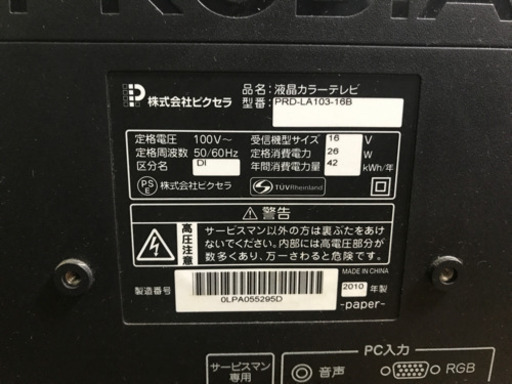 PRODIA
株式会社ピクセラ
品名：液晶カラーテレビ
型番： PRD-LA103-16B
定格電圧 100V～
定格周波数 50/60Hz
区分名 DI
受信機型サイズ 16 V
定格消費電力 26 W
年間消費電力量 42 kWh/年
PSE 株式会社ピクセラ
TÜVRheinland
高圧注意
警告
サービスマン以外の方は裏ぶたをあけ
ないでください。内部には高電圧部分が
数多くあり、万一さわると危険です。
MADE IN CHINA
製造番号
0LPA055295D
2010 年製
-paper-
サービスマン
専用
PC入力
音声
RGB